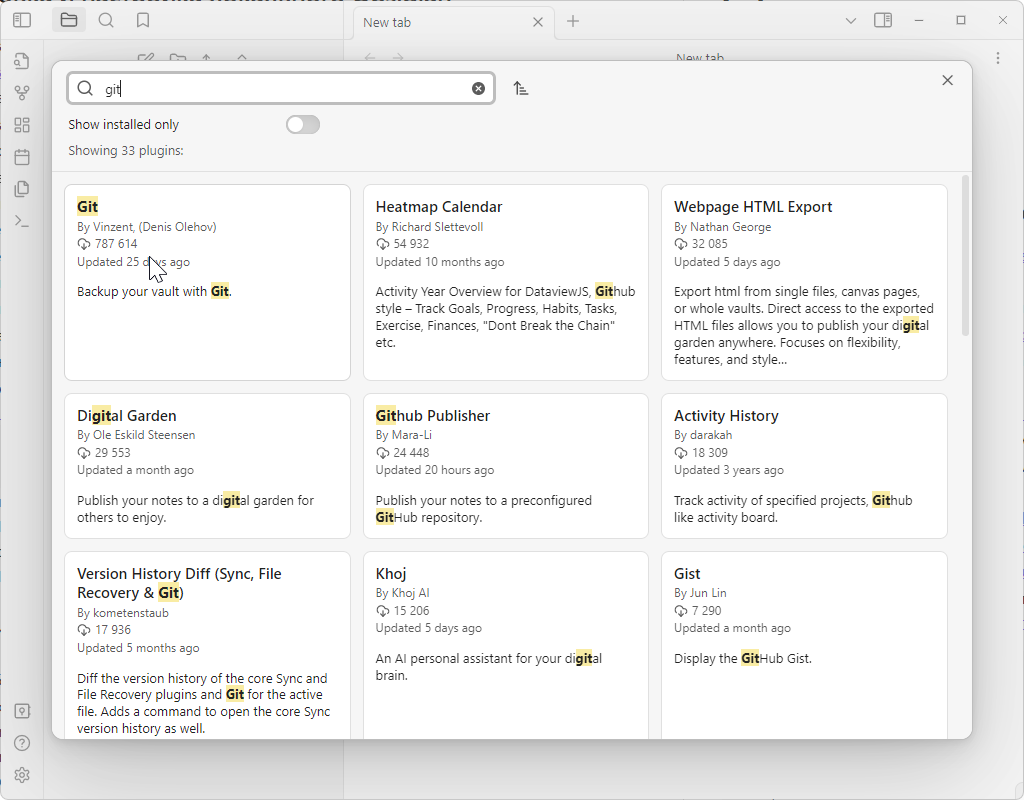 New tab
New tab
git
Show installed only
Showing 33 plugins:
Git
By Vinzent, (Denis Olehov)
787 614
Updated 25 days ago
Backup your vault with Git.
Heatmap Calendar
By Richard Slettevoll
54 932
Updated 10 months ago
Activity Year Overview for DataviewJS, Github
style – Track Goals, Progress, Habits, Tasks,
Exercise, Finances, "Dont Break the Chain"
etc.
Webpage HTML Export
By Nathan George
32 085
Updated 5 days ago
Export html from single files, canvas pages,
or whole vaults. Direct access to the exported
HTML files allows you to publish your digital
garden anywhere. Focuses on flexibility,
features, and style...
Digital Garden
By Ole Eskild Steensen
29 553
Updated a month ago
Publish your notes to a digital garden for
others to enjoy.
Github Publisher
By Mara-Li
24 448
Updated 20 hours ago
Publish your notes to a preconfigured
GitHub repository.
Activity History
By darakah
18 309
Updated 3 years ago
Track activity of specified projects, Github
like activity board.
Version History Diff (Sync, File
Recovery & Git)
By kometenstaub
17 936
Updated 5 months ago
Diff the version history of the core Sync and
File Recovery plugins and Git for the active
file. Adds a command to open the core Sync
version history as well.
Khoj
By Khoj AI
15 206
Updated 5 days ago
An AI personal assistant for your digital
brain.
Gist
By Jun Lin
7 290
Updated a month ago
Display the GitHub Gist.